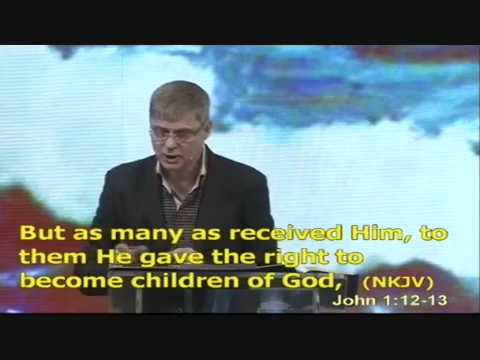 But as many as received Him, to
them He gave the right to
become children of God, (NKJV)
John 1:12-13